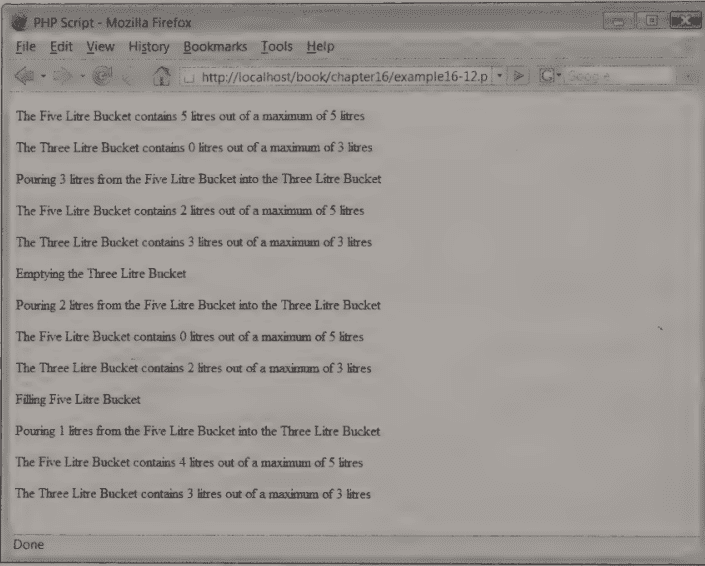 PHP Script - Mozilla Firefox
File Edit View History Bookmarks Tools Help
http://localhost/book/chapter16/example16-12.p G Google
The Five Litre Bucket contains 5 litres out of a maximum of 5 litres
The Three Litre Bucket contains 0 litres out of a maximum of 3 litres
Pouring 3 litres from the Five Litre Bucket into the Three Litre Bucket
The Five Litre Bucket contains 2 litres out of a maximum of 5 litres
The Three Litre Bucket contains 3 litres out of a maximum of 3 litres
Emptying the Three Litre Bucket
Pouring 2 litres from the Five Litre Bucket into the Three Litre Bucket
The Five Litre Bucket contains 0 litres out of a maximum of 5 litres
The Three Litre Bucket contains 2 litres out of a maximum of 3 litres
Filling Five Litre Bucket
Pouring 1 litres from the Five Litre Bucket into the Three Litre Bucket
The Five Litre Bucket contains 4 litres out of a maximum of 5 litres
The Three Litre Bucket contains 3 litres out of a maximum of 3 litres
Done